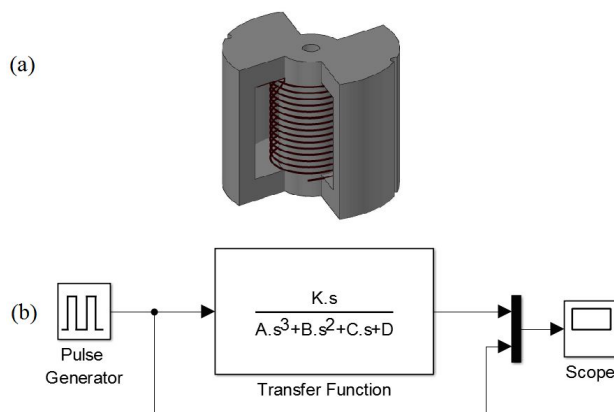 (a)
(b)
K.s
A.s3+B.s2+C.s+D
Pulse
Generator
Transfer Function
Scope